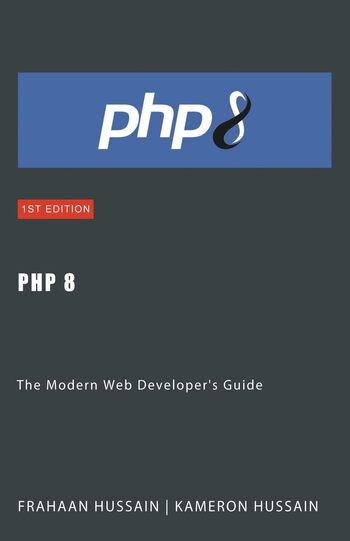 php8
1ST EDITION
PHP 8
The Modern Web Developer's Guide
FRAHAAN HUSSAIN | KAMERON HUSSAIN